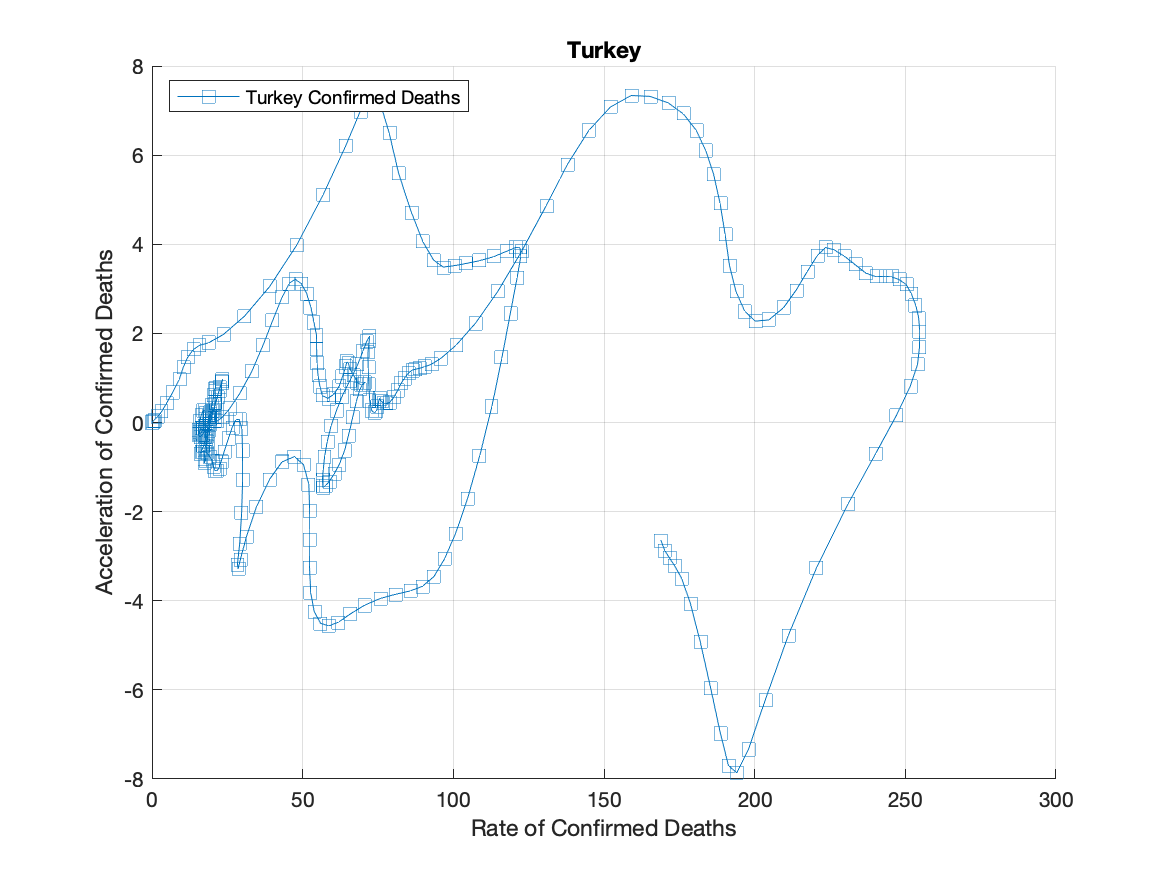 Turkey
Turkey Confirmed Deaths
8
6
4
2
0
-2
-4
-6
-8
Acceleration of Confirmed Deaths
0 50 100 150 200 250 300
Rate of Confirmed Deaths